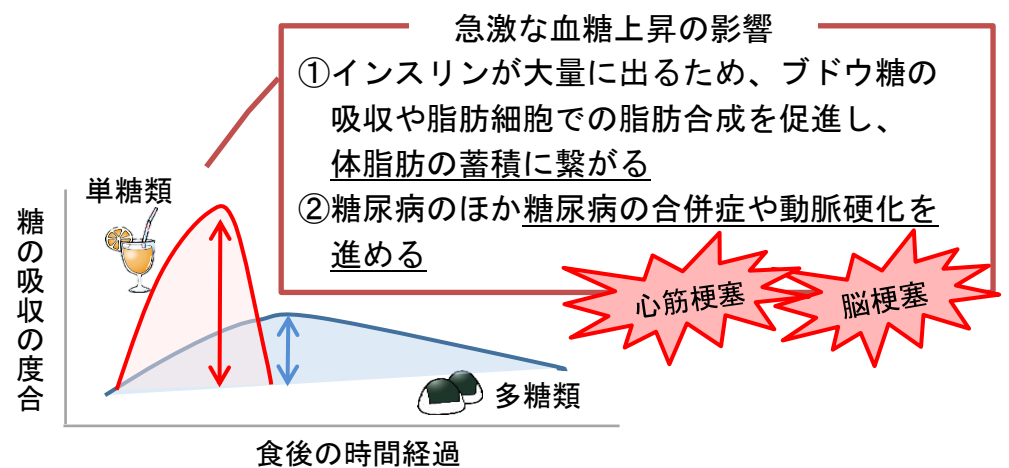 急激な血糖上昇の影響
①インスリンが大量に出るため、ブドウ糖の
吸収や脂肪細胞での脂肪合成を促進し、
体脂肪の蓄積に繋がる
②糖尿病のほか糖尿病の合併症や動脈硬化を
進める
心筋梗塞
脳梗塞
単糖類
糖の吸収の度合
多糖類
食後の時間経過